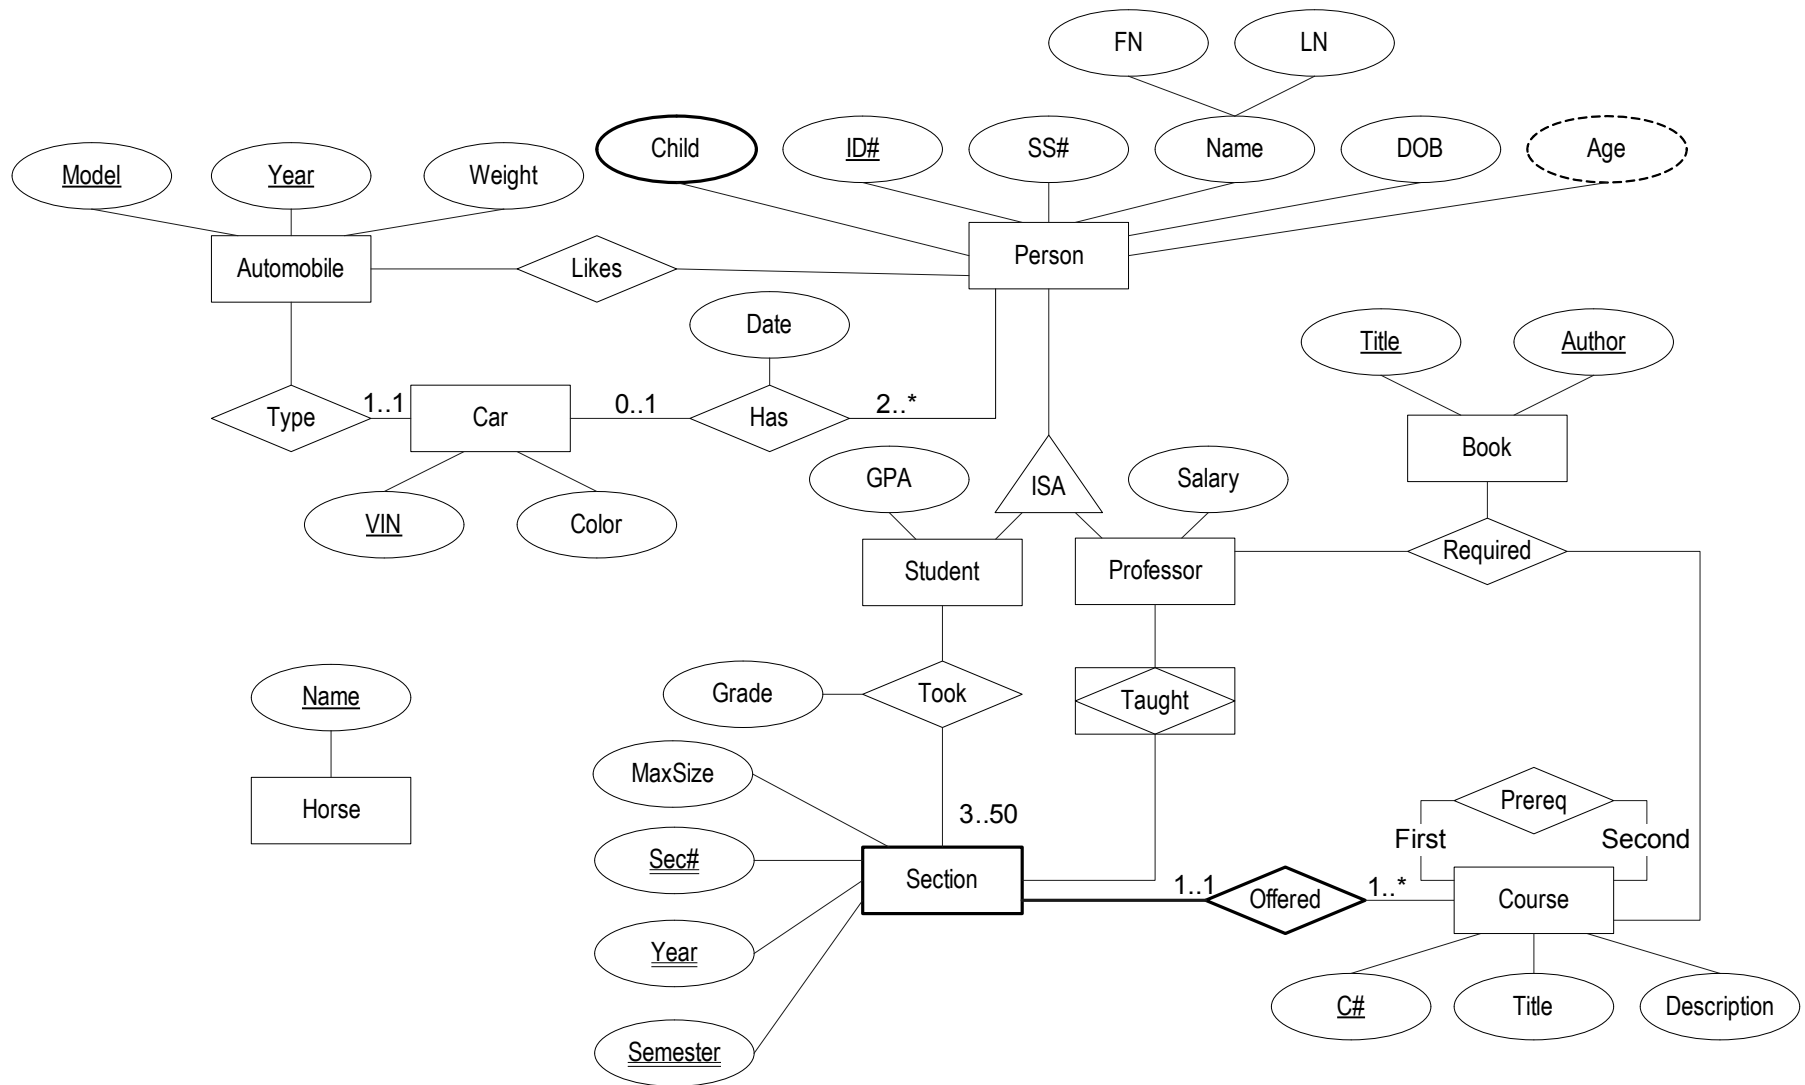 FN
LN
Child
ID#
SS#
Name
DOB
Age
Model
Year
Weight
Automobile
Likes
Person
Date
Title
Author
Type
1..1
Car
0..1
Has
2..*
Book
GPA
ISA
Salary
VIN
Color
Student
Professor
Required
Name
Grade
Took
Taught
MaxSize
Horse
3..50
Prereq
First
Second
Sec#
Section
1..1
Offered
1..*
Course
Year
C#
Title
Description
Semester